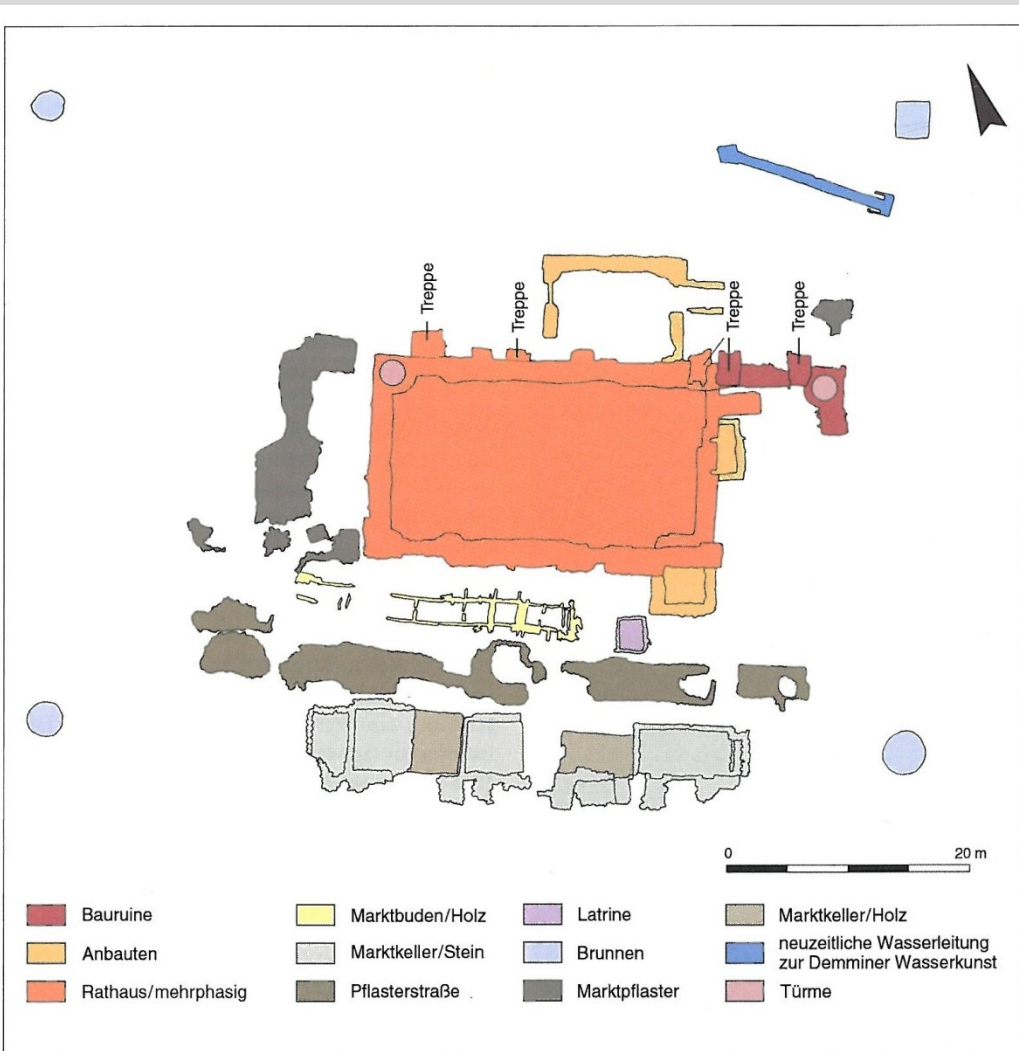 Treppe
Treppe
Treppe
Treppe
0 20 m
Bauruine
Anbauten
Rathaus/mehrphasig
Marktbuden/Holz
Marktkeller/Stein
Pflasterstraße
Latrine
Brunnen
Marktpflaster
Marktkeller/Holz
neuzeitliche Wasserleitung
zur Demminer Wasserkunst
Türme